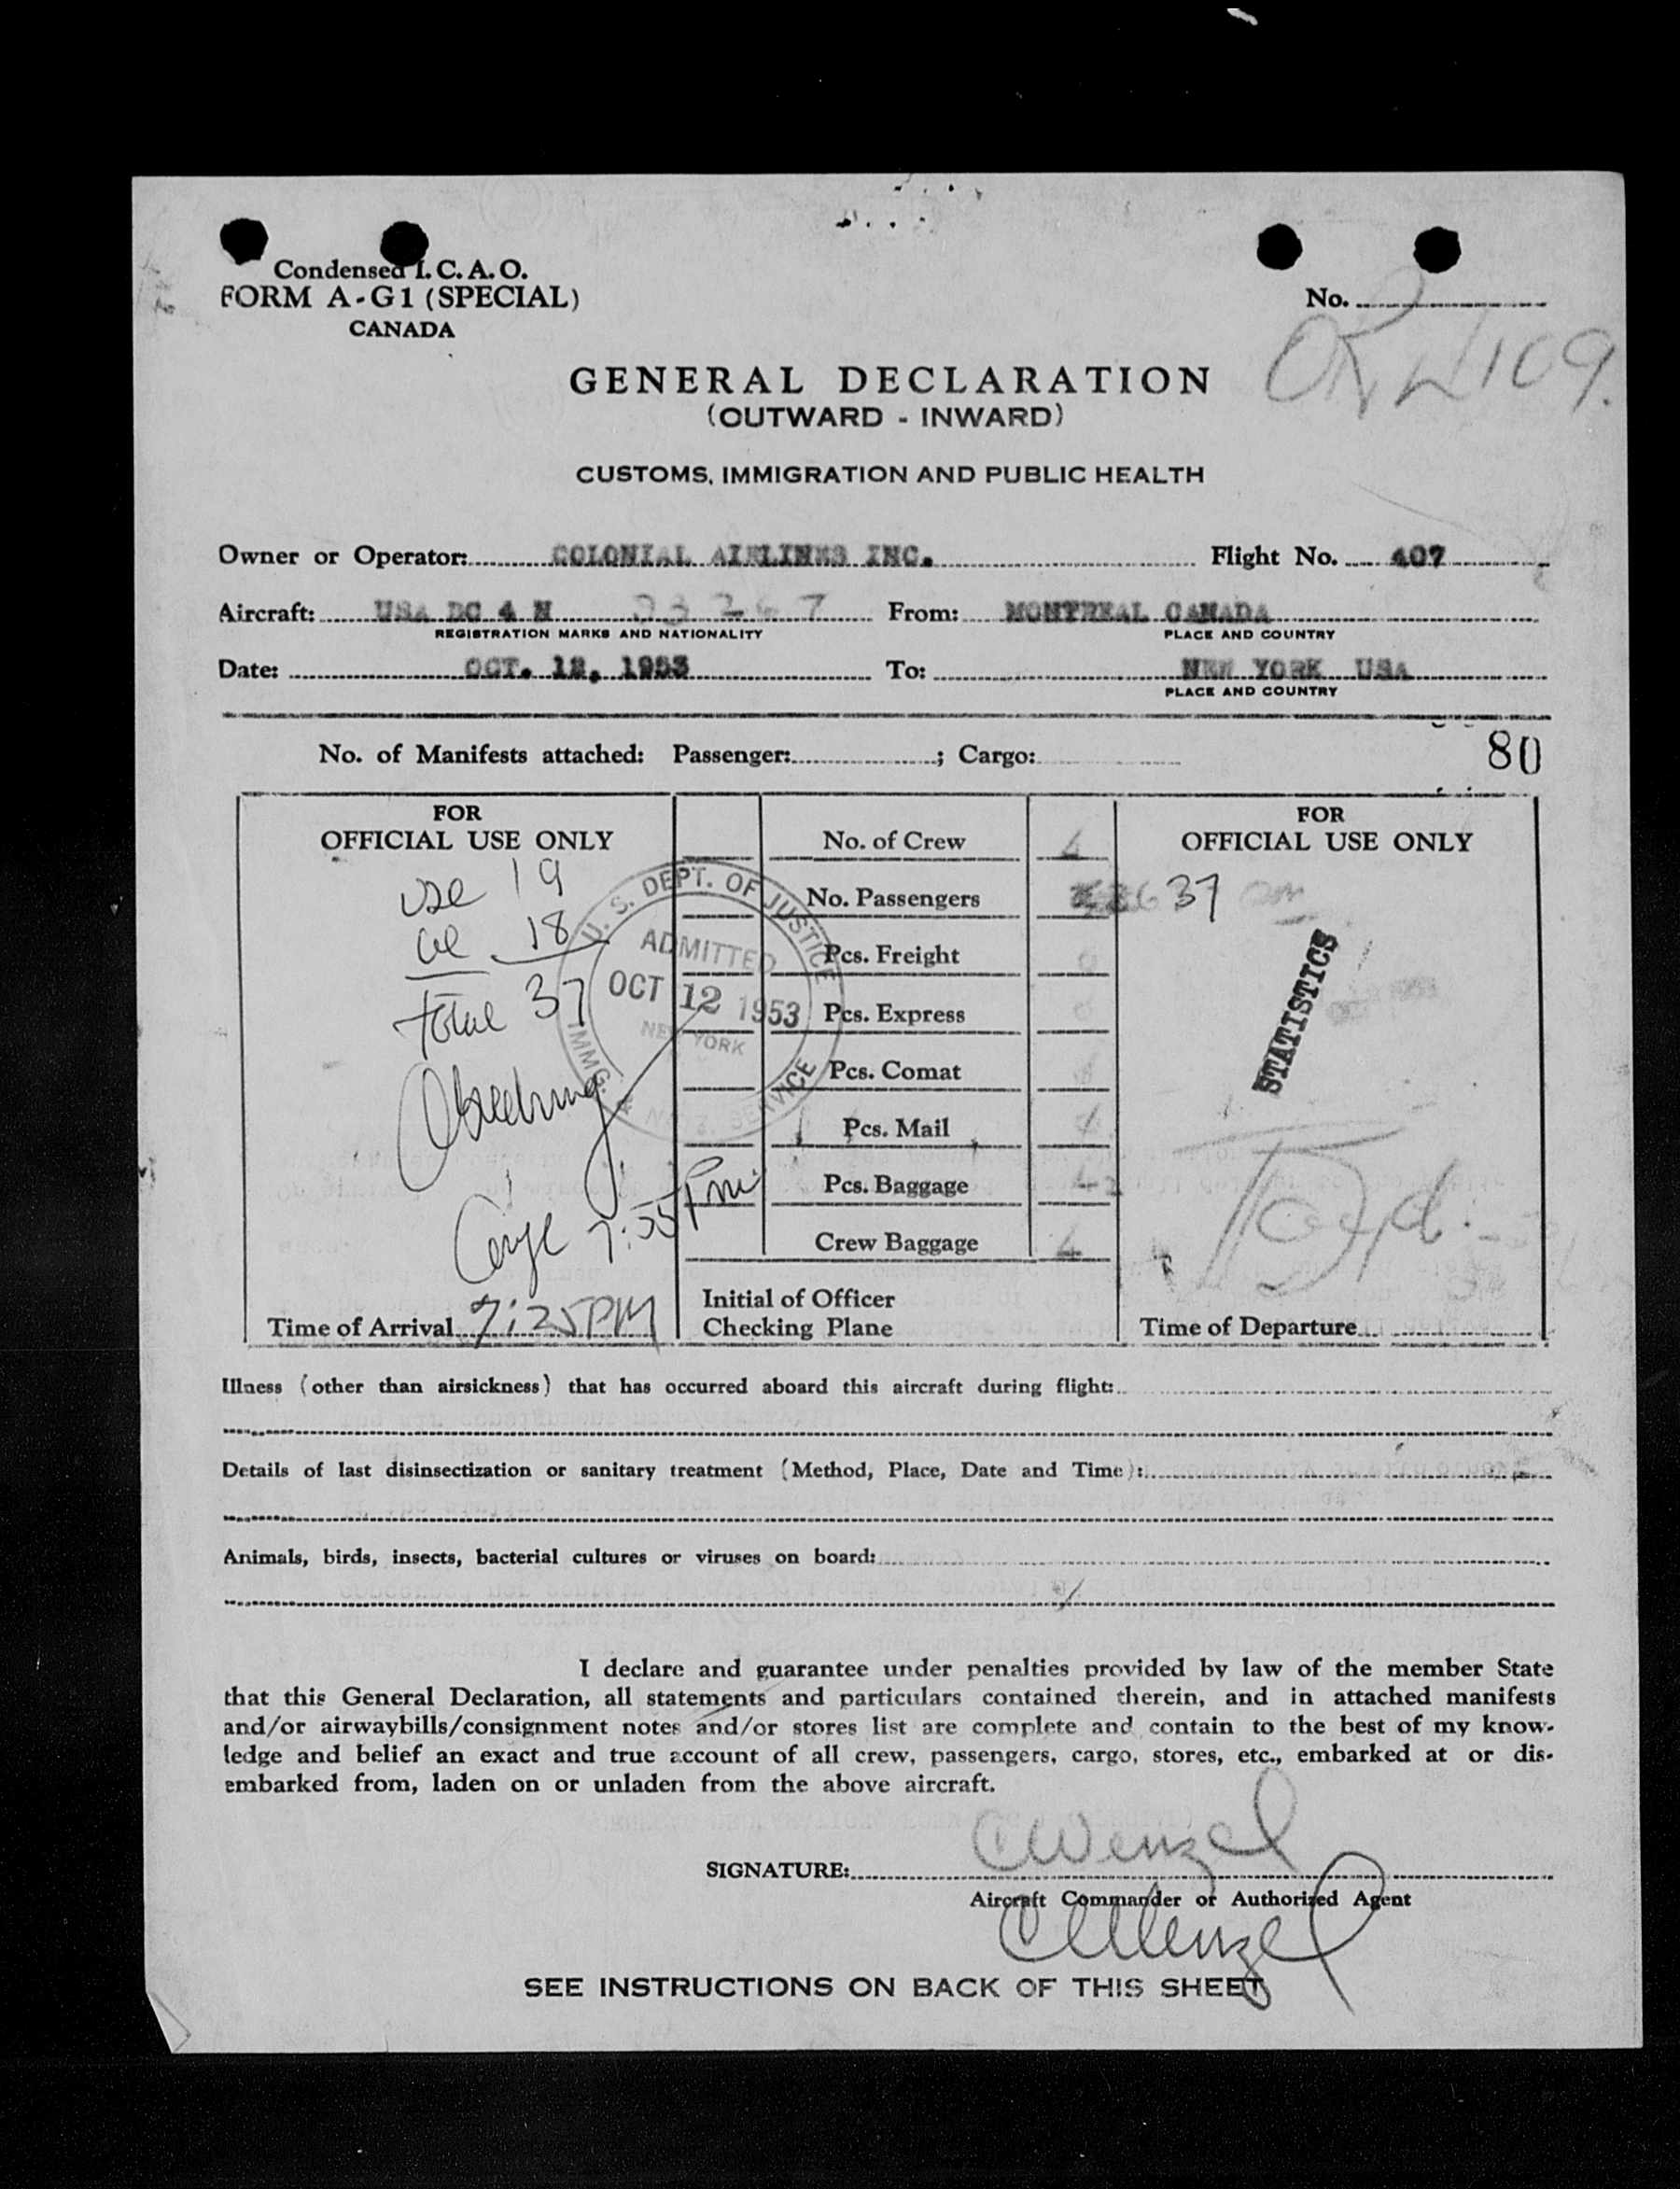 Condensed I. C. A. O.
FORM A-G1 (SPECIAL)
CANADA
No.
GENERAL DECLARATION
(OUTWARD - INWARD)
CUSTOMS, IMMIGRATION AND PUBLIC HEALTH
Owner or Operator: COLONIAL AIRLINES INC. Flight No. 407
Aircraft: USA DC 4 N From: MONTREAL CANADA
REGISTRATION MARKS AND NATIONALITY PLACE AND COUNTRY
Date: OCT. 12, 1953 To: NEW YORK USA
PLACE AND COUNTRY
No. of Manifests attached: Passenger: ; Cargo:
80
FOR
OFFICIAL USE ONLY
19
18
37
U. S. DEPT. OF JUSTICE
ADMITTED
OCT 12 1953
NEW YORK
IMMG. & NATZ. SERVICE
7:55 Pm
Time of Arrival 7:25 PM
No. of Crew 4
No. Passengers 37
Pcs. Freight
Pcs. Express
Pcs. Comat
Pcs. Mail
Pcs. Baggage
Crew Baggage 4
Initial of Officer
Checking Plane
FOR
OFFICIAL USE ONLY
STATISTICS
Time of Departure
Illness (other than airsickness) that has occurred aboard this aircraft during flight:
Details of last disinsectization or sanitary treatment (Method, Place, Date and Time):
Animals, birds, insects, bacterial cultures or viruses on board:
I declare and guarantee under penalties provided by law of the member State
that this General Declaration, all statements and particulars contained therein, and in attached manifests
and/or airwaybills/consignment notes and/or stores list are complete and contain to the best of my know-
ledge and belief an exact and true account of all crew, passengers, cargo, stores, etc., embarked at or dis-
embarked from, laden on or unladen from the above aircraft.
CWenzel
SIGNATURE:
Aircraft Commander or Authorized Agent
CWenzel
SEE INSTRUCTIONS ON BACK OF THIS SHEET